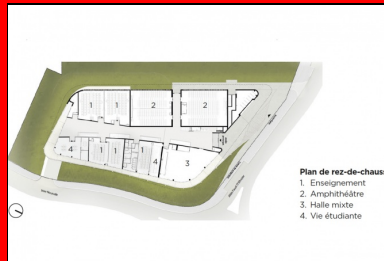 1 1 2 2
4 1 1 1 4 3
Plan de rez-de-chauss
1. Enseignement
2. Amphithéâtre
3. Halle mixte
4. Vie étudiante